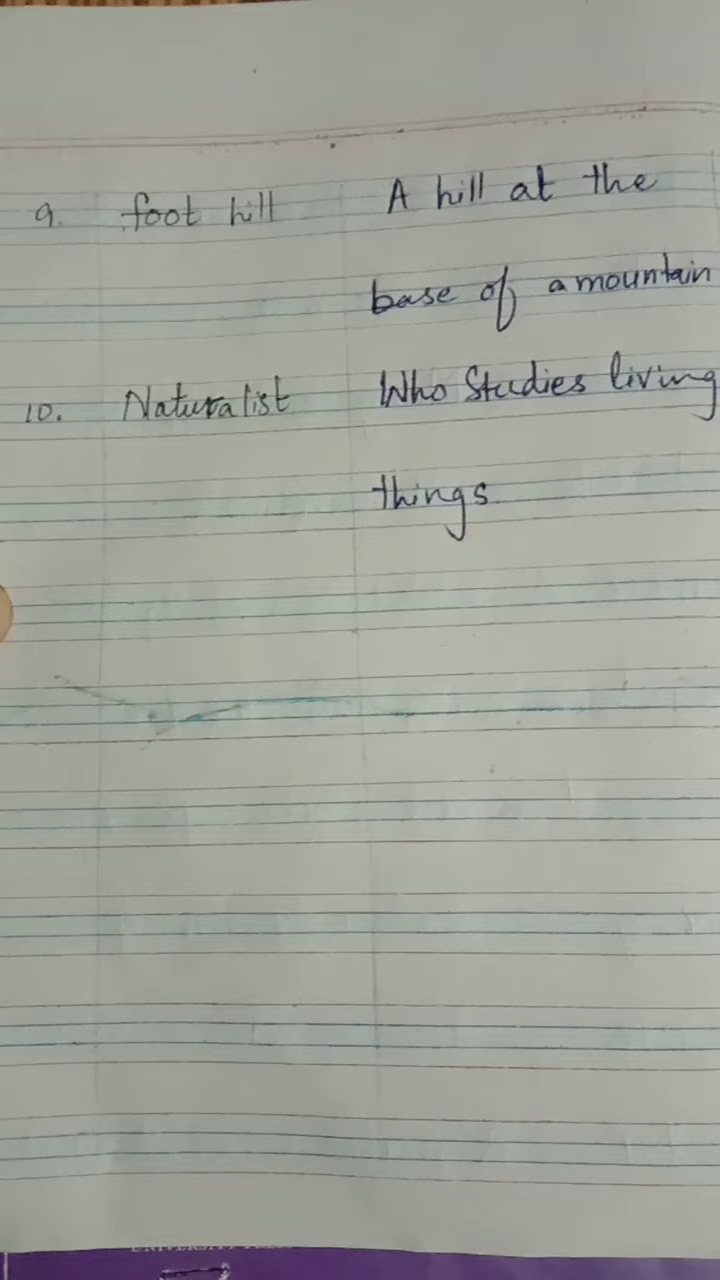 9. foot hill A hill at the
base of a mountain
10. Naturalist Who Studies living
things.